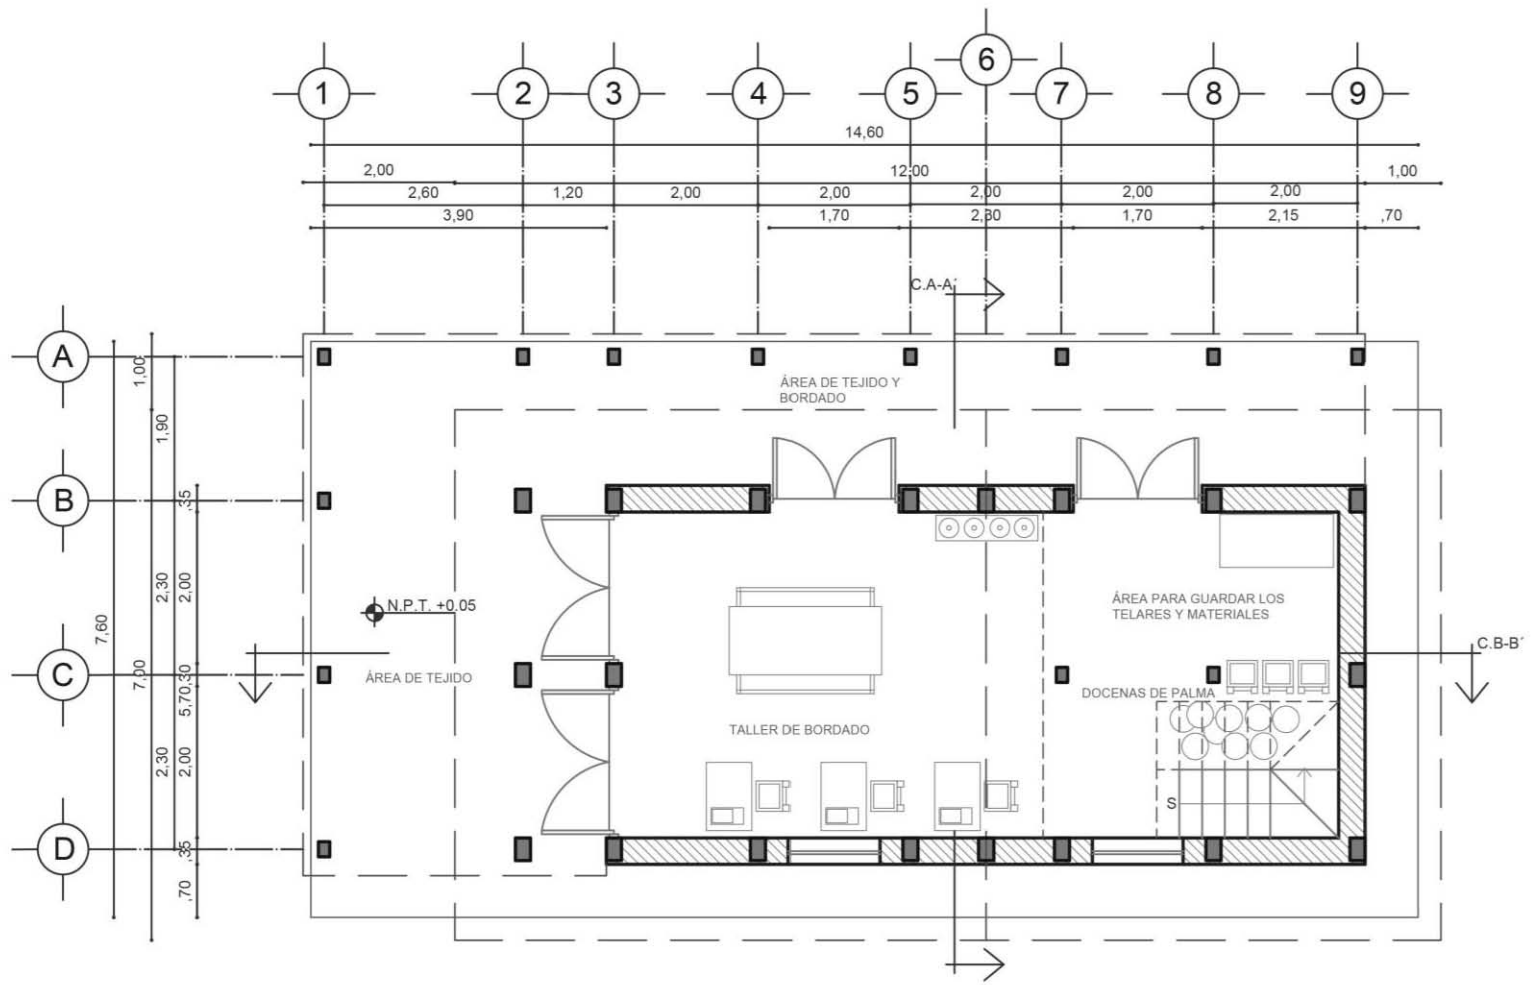 6
1 2 3 4 5 7 8 9
14,60
2,00 12,00 1,00
2,60 1,20 2,00 2,00 2,00 2,00 2,00
3,90 1,70 2,30 1,70 2,15 ,70
C.A-A´
A
1,00
ÁREA DE TEJIDO Y
BORDADO
1,90
B
,35
2,30 2,00
N.P.T. +0.05
ÁREA PARA GUARDAR LOS
TELARES Y MATERIALES
7,60
C.B-B´
C
7,00
,30
ÁREA DE TEJIDO
5,70
DOCENAS DE PALMA
TALLER DE BORDADO
2,30 2,00
S
D
,35
,70